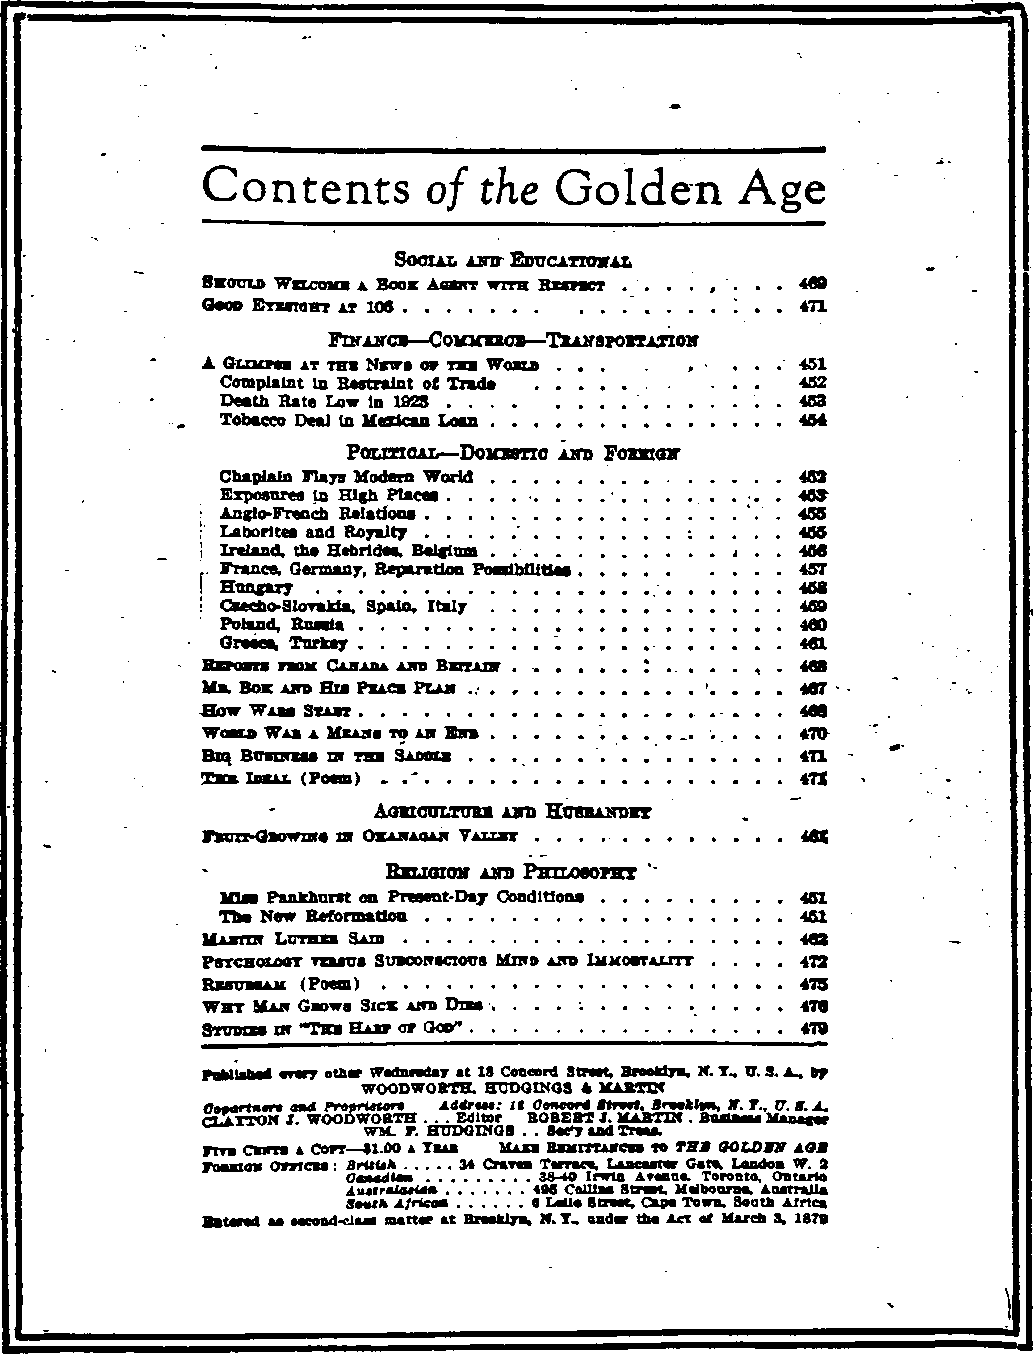 Contents of the Golden Age
SOCIAL AND EDUCATIONAL
SHOULD WELCOME A BOOK AGENT WITH RESPECT . . . . . . . . 469
GOOD EYESIGHT AT 106 . . . . . . . . . . . . . . . . . 471
FINANCE—COMMERCE—TRANSPORTATION
A GLIMPSE AT THE NEWS OF THE WORLD . . . . . . . . 451
Complaint in Restraint of Trade . . . . . . . . . . 452
Death Rate Low in 1923 . . . . . . . . . . . . . . . 453
Tobacco Deal in Mexican Loan . . . . . . . . . . . . . . 454
POLITICAL—DOMESTIC AND FOREIGN
Chaplain Flays Modern World . . . . . . . . . . . . . . 452
Exposures in High Places . . . . . . . . . . . . . . . . 453
Anglo-French Relations . . . . . . . . . . . . . . . . . 455
Laborites and Royalty . . . . . . . . . . . . . . . . . 455
Ireland, the Hebrides, Belgium . . . . . . . . . . . . . . 456
France, Germany, Reparation Possibilities . . . . . . . . . . 457
Hungary . . . . . . . . . . . . . . . . . . . . . . 458
Czecho-Slovakia, Spain, Italy . . . . . . . . . . . . . . 459
Poland, Russia . . . . . . . . . . . . . . . . . . . . 460
Greece, Turkey . . . . . . . . . . . . . . . . . . . . 461
REPORTS FROM CANADA AND BRITAIN . . . . . . . . . . . . . 463
MR. BOK AND HIS PEACE PLAN . . . . . . . . . . . . . . . 467
HOW WARS START . . . . . . . . . . . . . . . . . . . . 468
WORLD WAR A MEANS TO AN END . . . . . . . . . . . . . . 470
BIG BUSINESS IN THE SADDLE . . . . . . . . . . . . . . . 471
THE IDEAL (Poem) . . . . . . . . . . . . . . . . . . . 471
AGRICULTURE AND HUSBANDRY
FRUIT-GROWING IN OKANAGAN VALLEY . . . . . . . . . . . .
RELIGION AND PHILOSOPHY
Miss Pankhurst on Present-Day Conditions . . . . . . . . . 451
The New Reformation . . . . . . . . . . . . . . . . . 451
MARTIN LUTHER SAID . . . . . . . . . . . . . . . . . . 462
PSYCHOLOGY VERSUS SUBCONSCIOUS MIND AND IMMORTALITY . . . . 472
RESURGAM (Poem) . . . . . . . . . . . . . . . . . . . 475
WHY MAN GROWS SICK AND DIES . . . . . . . . . . . . . . 476
STUDIES IN "THE HARP OF GOD" . . . . . . . . . . . . . . . 479
Published every other Wednesday at 18 Concord Street, Brooklyn, N. Y., U. S. A., by
WOODWORTH, HUDGINGS & MARTIN
Copartners and Proprietors Address: 18 Concord Street, Brooklyn, N. Y., U. S. A.
CLAYTON J. WOODWORTH . . . Editor ROBERT J. MARTIN . Business Manager
WM. F. HUDGINGS . . Sec'y and Treas.
FIVE CENTS A COPY—$1.00 A YEAR MAKE REMITTANCES TO THE GOLDEN AGE
FOREIGN OFFICES: British . . . . . 34 Craven Terrace, Lancaster Gate, London W. 2
Canadian . . . . . . . . . 38-40 Irwin Avenue, Toronto, Ontario
Australasian . . . . . . . 495 Collins Street, Melbourne, Australia
South African . . . . . . 6 Lelie Street, Cape Town, South Africa
Entered as second-class matter at Brooklyn, N. Y., under the Act of March 3, 1879